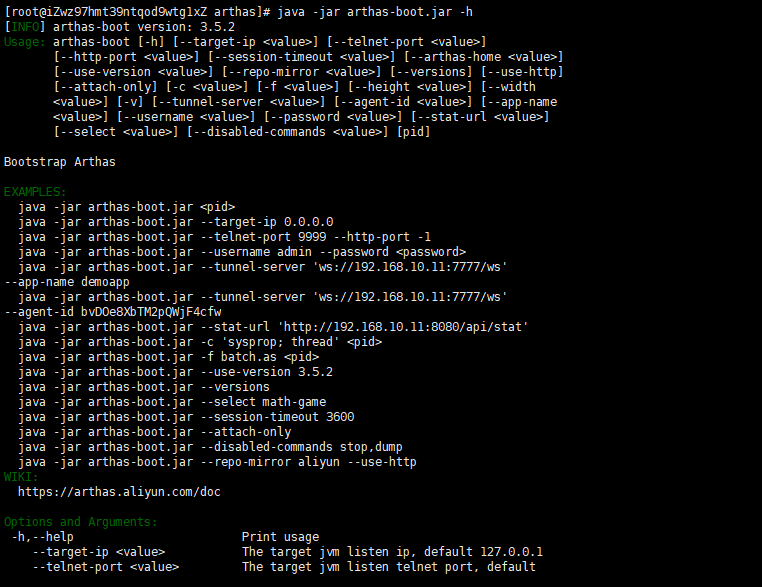 [root@iZwz97hmt39ntqod9wtg1xZ arthas]# java -jar arthas-boot.jar -h
[INFO] arthas-boot version: 3.5.2
Usage: arthas-boot [-h] [--target-ip <value>] [--telnet-port <value>]
[--http-port <value>] [--session-timeout <value>] [--arthas-home <value>]
[--use-version <value>] [--repo-mirror <value>] [--versions] [--use-http]
[--attach-only] [-c <value>] [-f <value>] [--height <value>] [--width
<value>] [-v] [--tunnel-server <value>] [--agent-id <value>] [--app-name
<value>] [--username <value>] [--password <value>] [--stat-url <value>]
[--select <value>] [--disabled-commands <value>] [pid]
Bootstrap Arthas
EXAMPLES:
java -jar arthas-boot.jar <pid>
java -jar arthas-boot.jar --target-ip 0.0.0.0
java -jar arthas-boot.jar --telnet-port 9999 --http-port -1
java -jar arthas-boot.jar --username admin --password <password>
java -jar arthas-boot.jar --tunnel-server 'ws://192.168.10.11:7777/ws'
--app-name demoapp
java -jar arthas-boot.jar --tunnel-server 'ws://192.168.10.11:7777/ws'
--agent-id bvDOe8XbTM2pQWjF4cfw
java -jar arthas-boot.jar --stat-url 'http://192.168.10.11:8080/api/stat'
java -jar arthas-boot.jar -c 'sysprop; thread' <pid>
java -jar arthas-boot.jar -f batch.as <pid>
java -jar arthas-boot.jar --use-version 3.5.2
java -jar arthas-boot.jar --versions
java -jar arthas-boot.jar --select math-game
java -jar arthas-boot.jar --session-timeout 3600
java -jar arthas-boot.jar --attach-only
java -jar arthas-boot.jar --disabled-commands stop,dump
java -jar arthas-boot.jar --repo-mirror aliyun --use-http
WIKI:
https://arthas.aliyun.com/doc
Options and Arguments:
-h,--help Print usage
--target-ip <value> The target jvm listen ip, default 127.0.0.1
--telnet-port <value> The target jvm listen telnet port, default